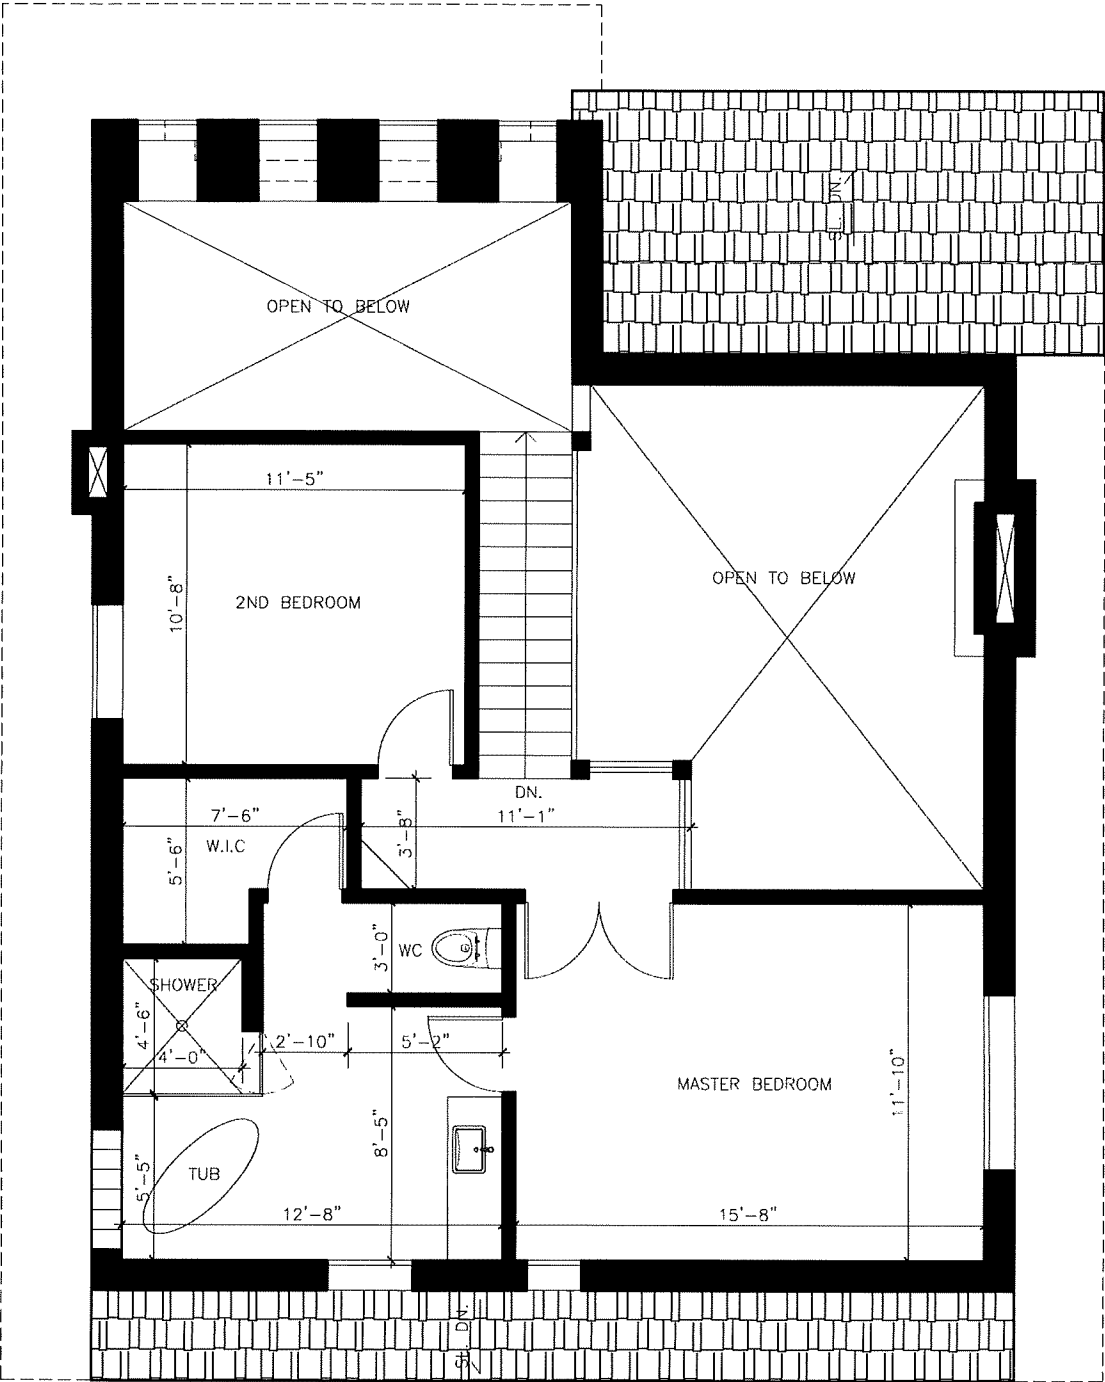 SL. DN.
OPEN TO BELOW
11'-5"
10'-8"
2ND BEDROOM
OPEN TO BELOW
DN.
7'-6"
11'-1"
W.I.C
5'-6"
3'-8"
WC
3'-0"
SHOWER
4'-6"
4'-0"
2'-10"
5'-2"
MASTER BEDROOM
11'-10"
8'-5"
TUB
5'-5"
12'-8"
15'-8"
SL. DN.